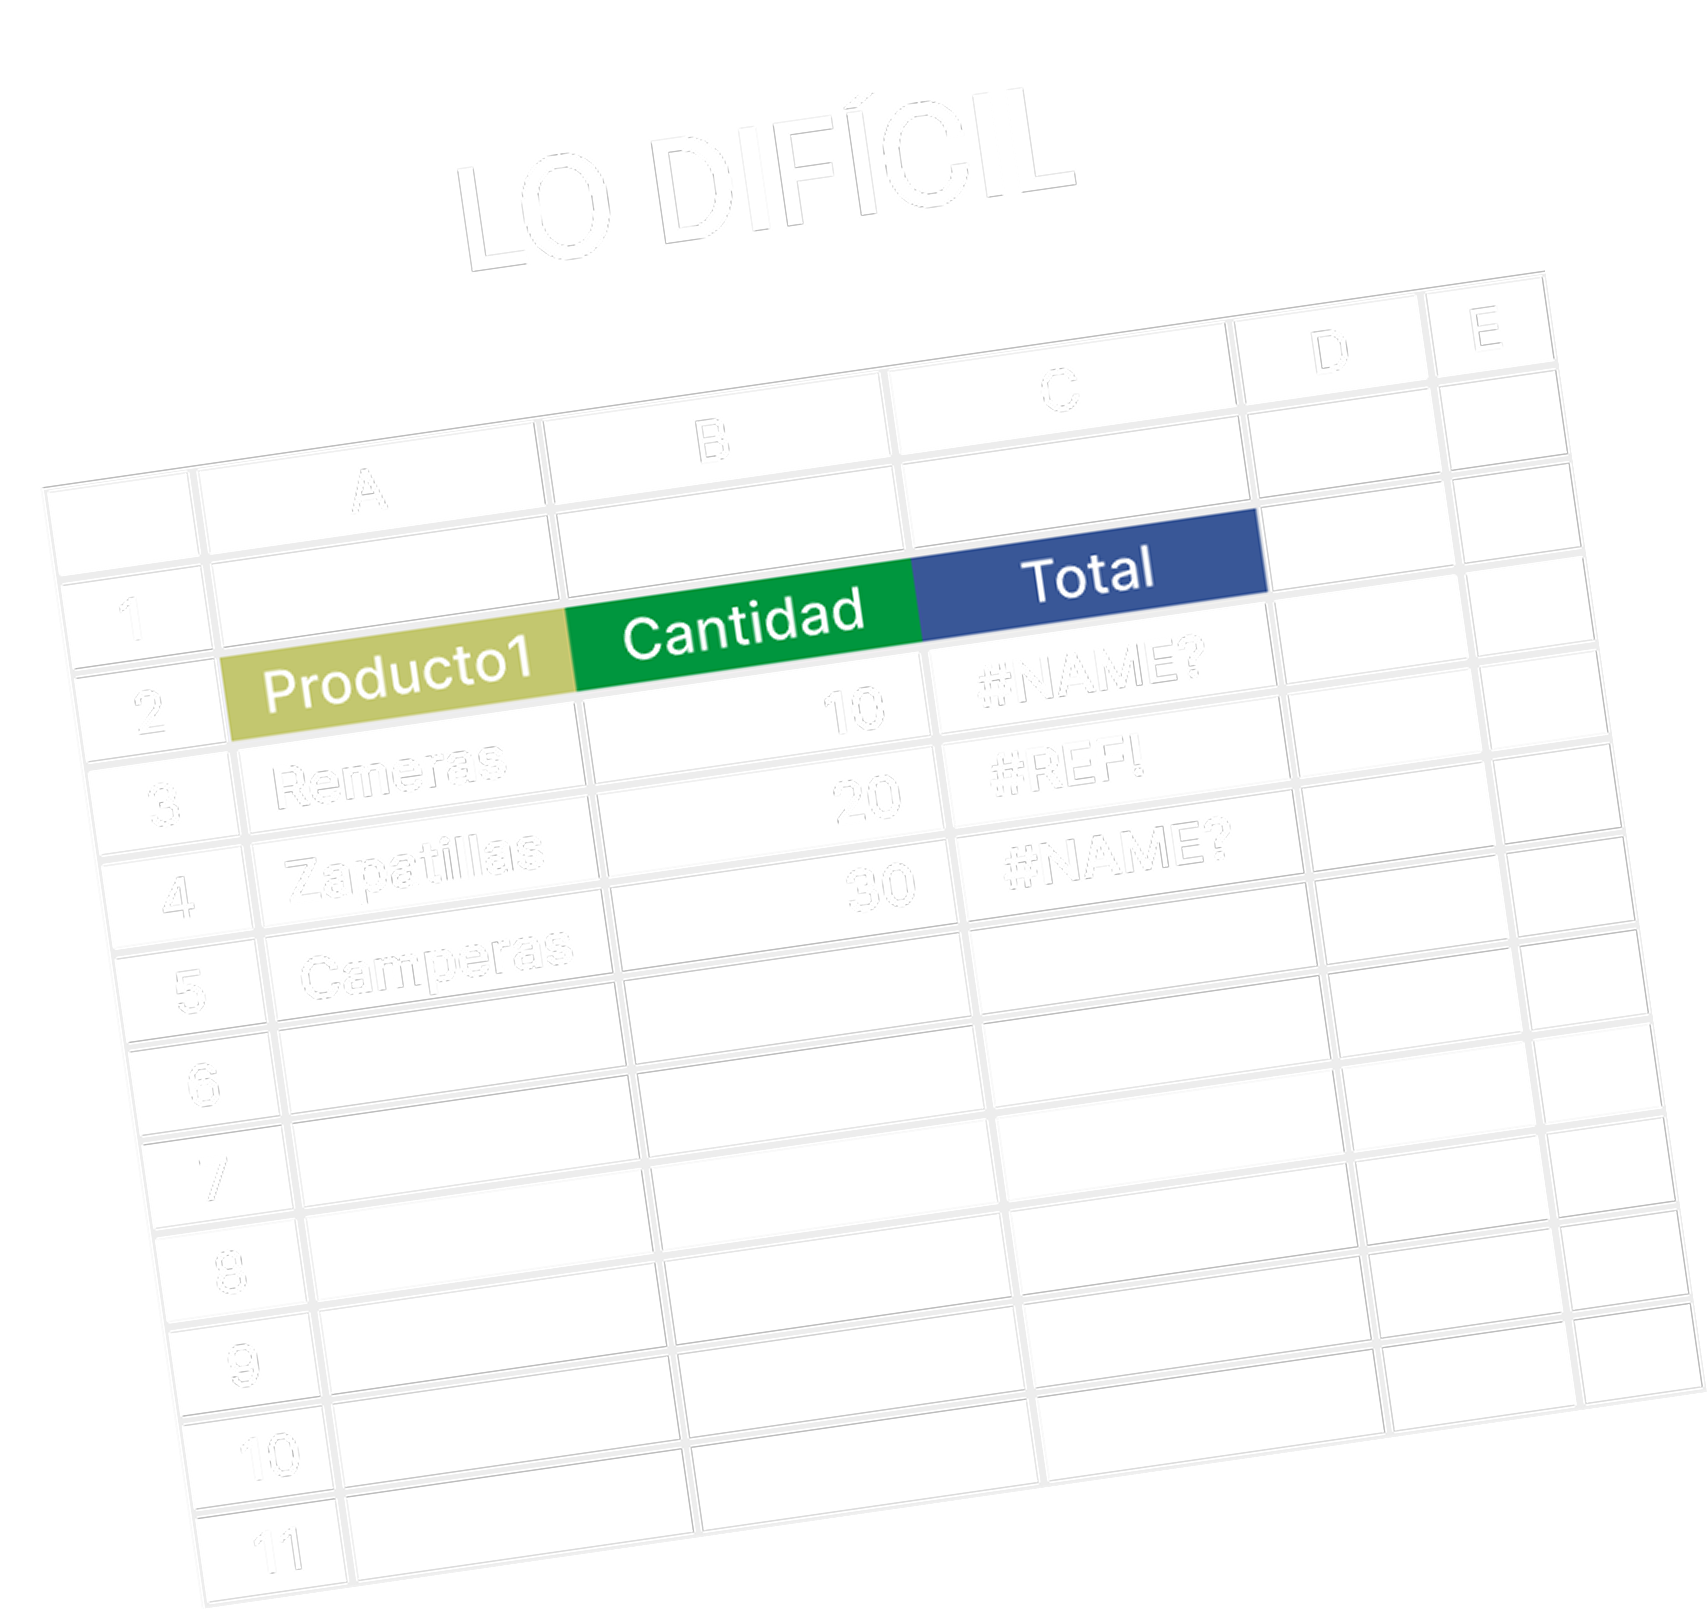 LO DIFÍCIL
A B C D E
1
2 Producto1 Cantidad Total
3 Remeras 10 #NAME?
4 Zapatillas 20 #REF!
5 Camperas 30 #NAME?
6
7
8
9
10
11